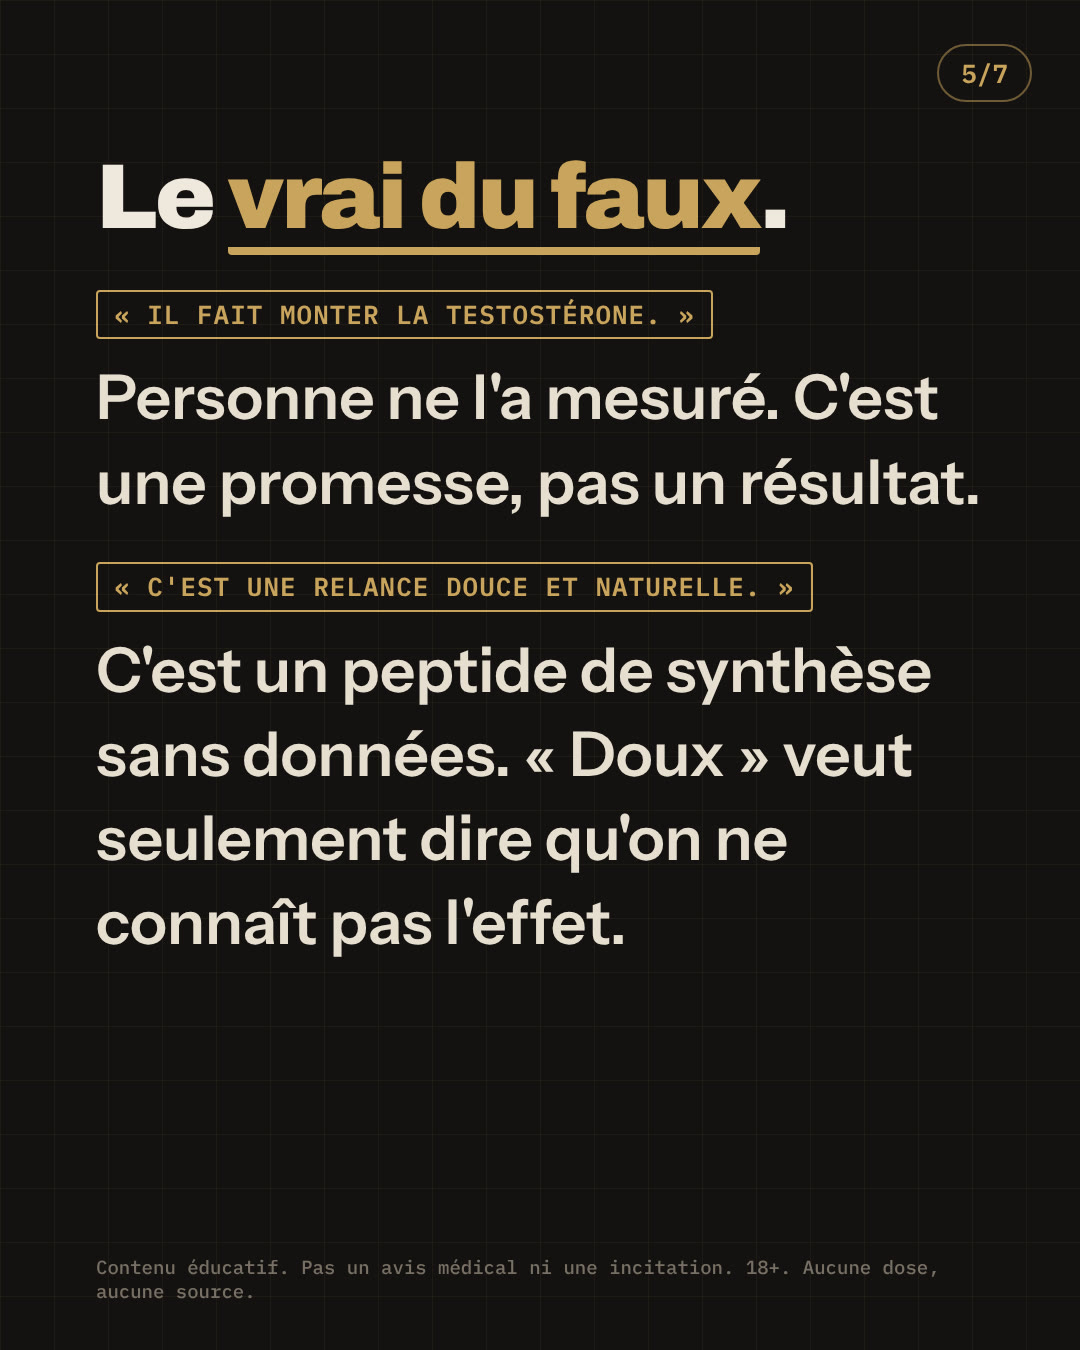 5/7
Le vrai du faux.
« IL FAIT MONTER LA TESTOSTÉRONE. »
Personne ne l'a mesuré. C'est
une promesse, pas un résultat.
« C'EST UNE RELANCE DOUCE ET NATURELLE. »
C'est un peptide de synthèse
sans données. « Doux » veut
seulement dire qu'on ne
connaît pas l'effet.
Contenu éducatif. Pas un avis médical ni une incitation. 18+. Aucune dose,
aucune source.